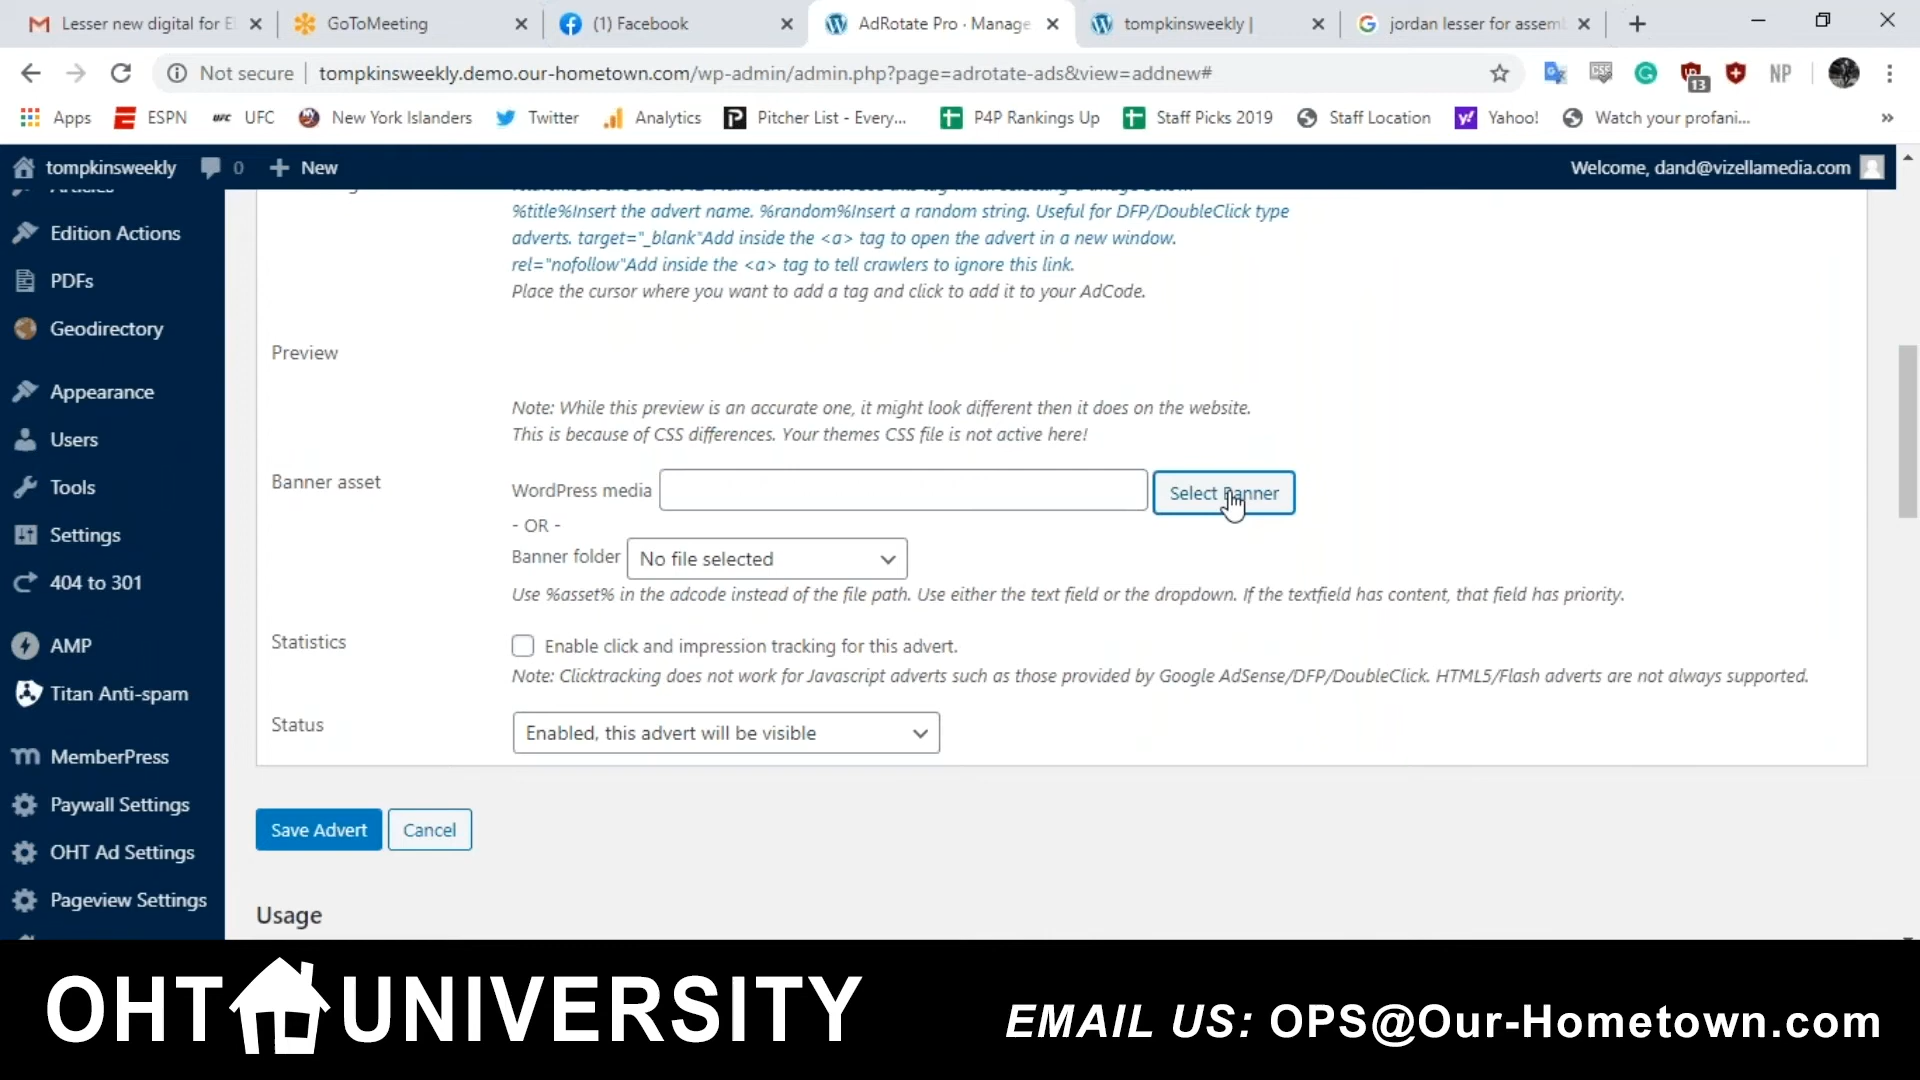 Lesser new digital for E
GoToMeeting
(1) Facebook
AdRotate Pro · Manage
tompkinsweekly |
jordan lesser for assem
Not secure
tompkinsweekly.demo.our-hometown.com/wp-admin/admin.php?page=adrotate-ads&view=addnew#
13
NP
Apps
ESPN
UFC
New York Islanders
Twitter
Analytics
Pitcher List - Every...
P4P Rankings Up
Staff Picks 2019
Staff Location
Yahoo!
Watch your profani...
»
tompkinsweekly
0
New
Welcome, dand@vizellamedia.com
Articles
Edition Actions
PDFs
Geodirectory
Appearance
Users
Tools
Settings
404 to 301
AMP
Titan Anti-spam
MemberPress
Paywall Settings
OHT Ad Settings
Pageview Settings
%title%Insert the advert name. %random%Insert a random string. Useful for DFP/DoubleClick type
adverts. target="_blank"Add inside the <a> tag to open the advert in a new window.
rel="nofollow"Add inside the <a> tag to tell crawlers to ignore this link.
Place the cursor where you want to add a tag and click to add it to your AdCode.
Preview
Note: While this preview is an accurate one, it might look different then it does on the website.
This is because of CSS differences. Your themes CSS file is not active here!
Banner asset
WordPress media
Select Banner
- OR -
Banner folder
No file selected
Use %asset% in the adcode instead of the file path. Use either the text field or the dropdown. If the textfield has content, that field has priority.
Statistics
Enable click and impression tracking for this advert.
Note: Clicktracking does not work for Javascript adverts such as those provided by Google AdSense/DFP/DoubleClick. HTML5/Flash adverts are not always supported.
Status
Enabled, this advert will be visible
Save Advert
Cancel
Usage
OHT UNIVERSITY
EMAIL US: OPS@Our-Hometown.com